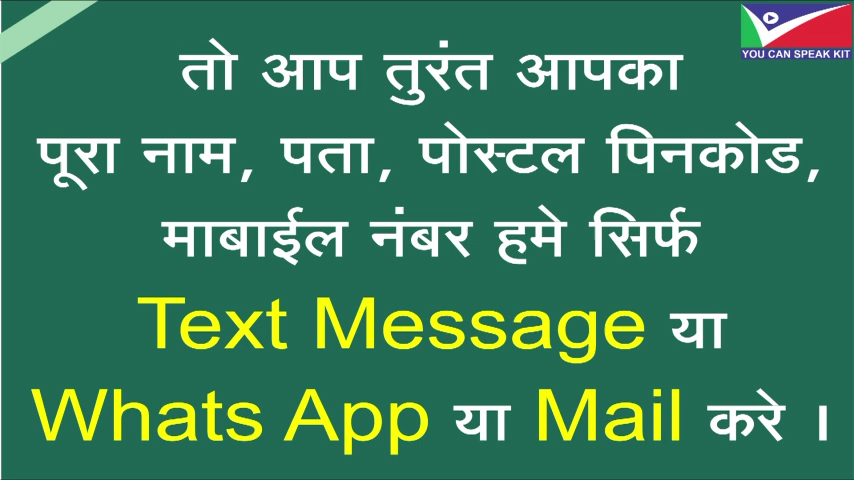 YOU CAN SPEAK KIT
तो आप तुरंत आपका
पूरा नाम, पता, पोस्टल पिनकोड,
माबाईल नंबर हमे सिर्फ
Text Message या
Whats App या Mail करे ।